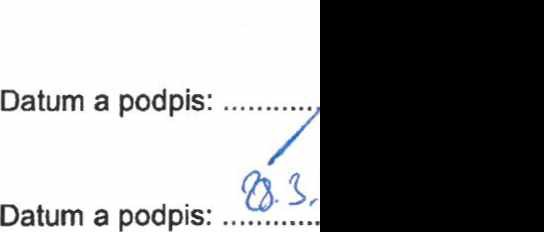 Datum a podpis: ............
28.3.
Datum a podpis: ............